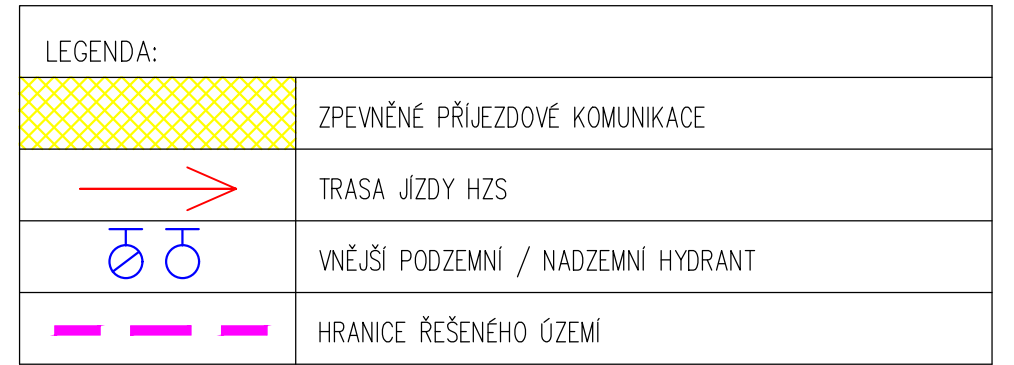 LEGENDA:
ZPEVNĚNÉ PŘÍJEZDOVÉ KOMUNIKACE
TRASA JÍZDY HZS
VNĚJŠÍ PODZEMNÍ / NADZEMNÍ HYDRANT
HRANICE ŘEŠENÉHO ÚZEMÍ